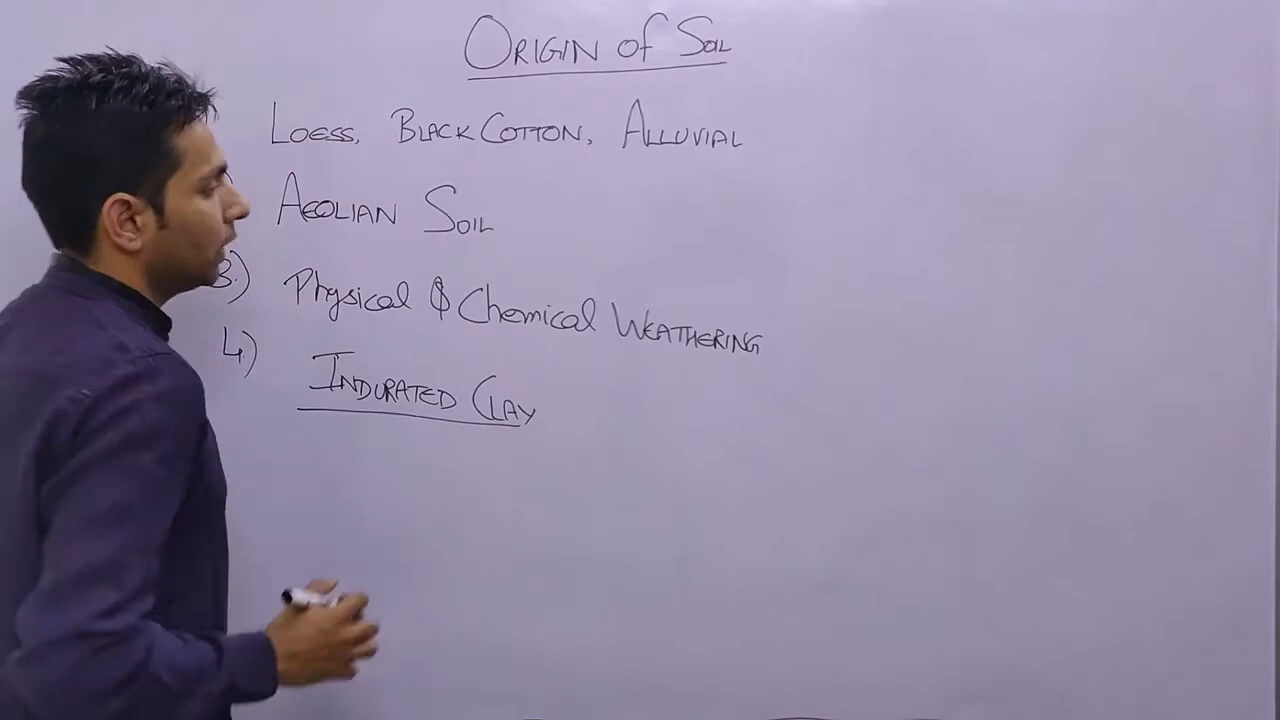 ORIGIN OF SOIL
LOESS, BLACK COTTON, ALLUVIAL
AEOLIAN SOIL
3.) Physical & Chemical WEATHERING
4.) INDURATED CLAY